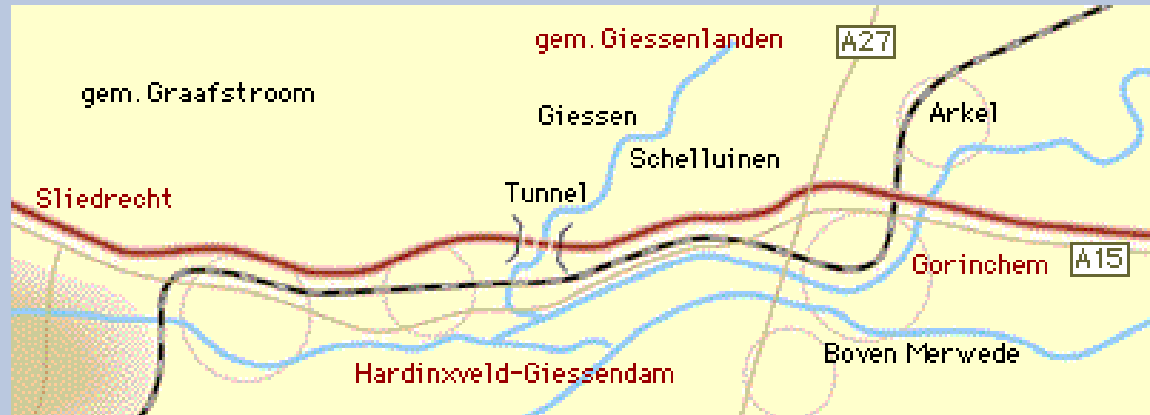 gem. Giessenlanden
A27
gem. Graafstroom
Giessen
Arkel
Schelluinen
Sliedrecht
Tunnel
Gorinchem
A15
Boven Merwede
Hardinxveld-Giessendam